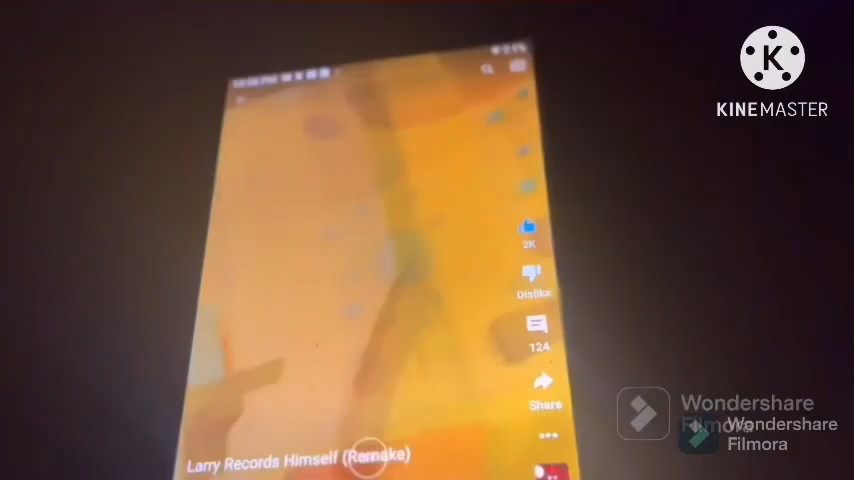 KINEMASTER
2K
Dislike
124
Share
Larry Records Himself (Remake)
Wondershare
Filmora
Wondershare
Filmora